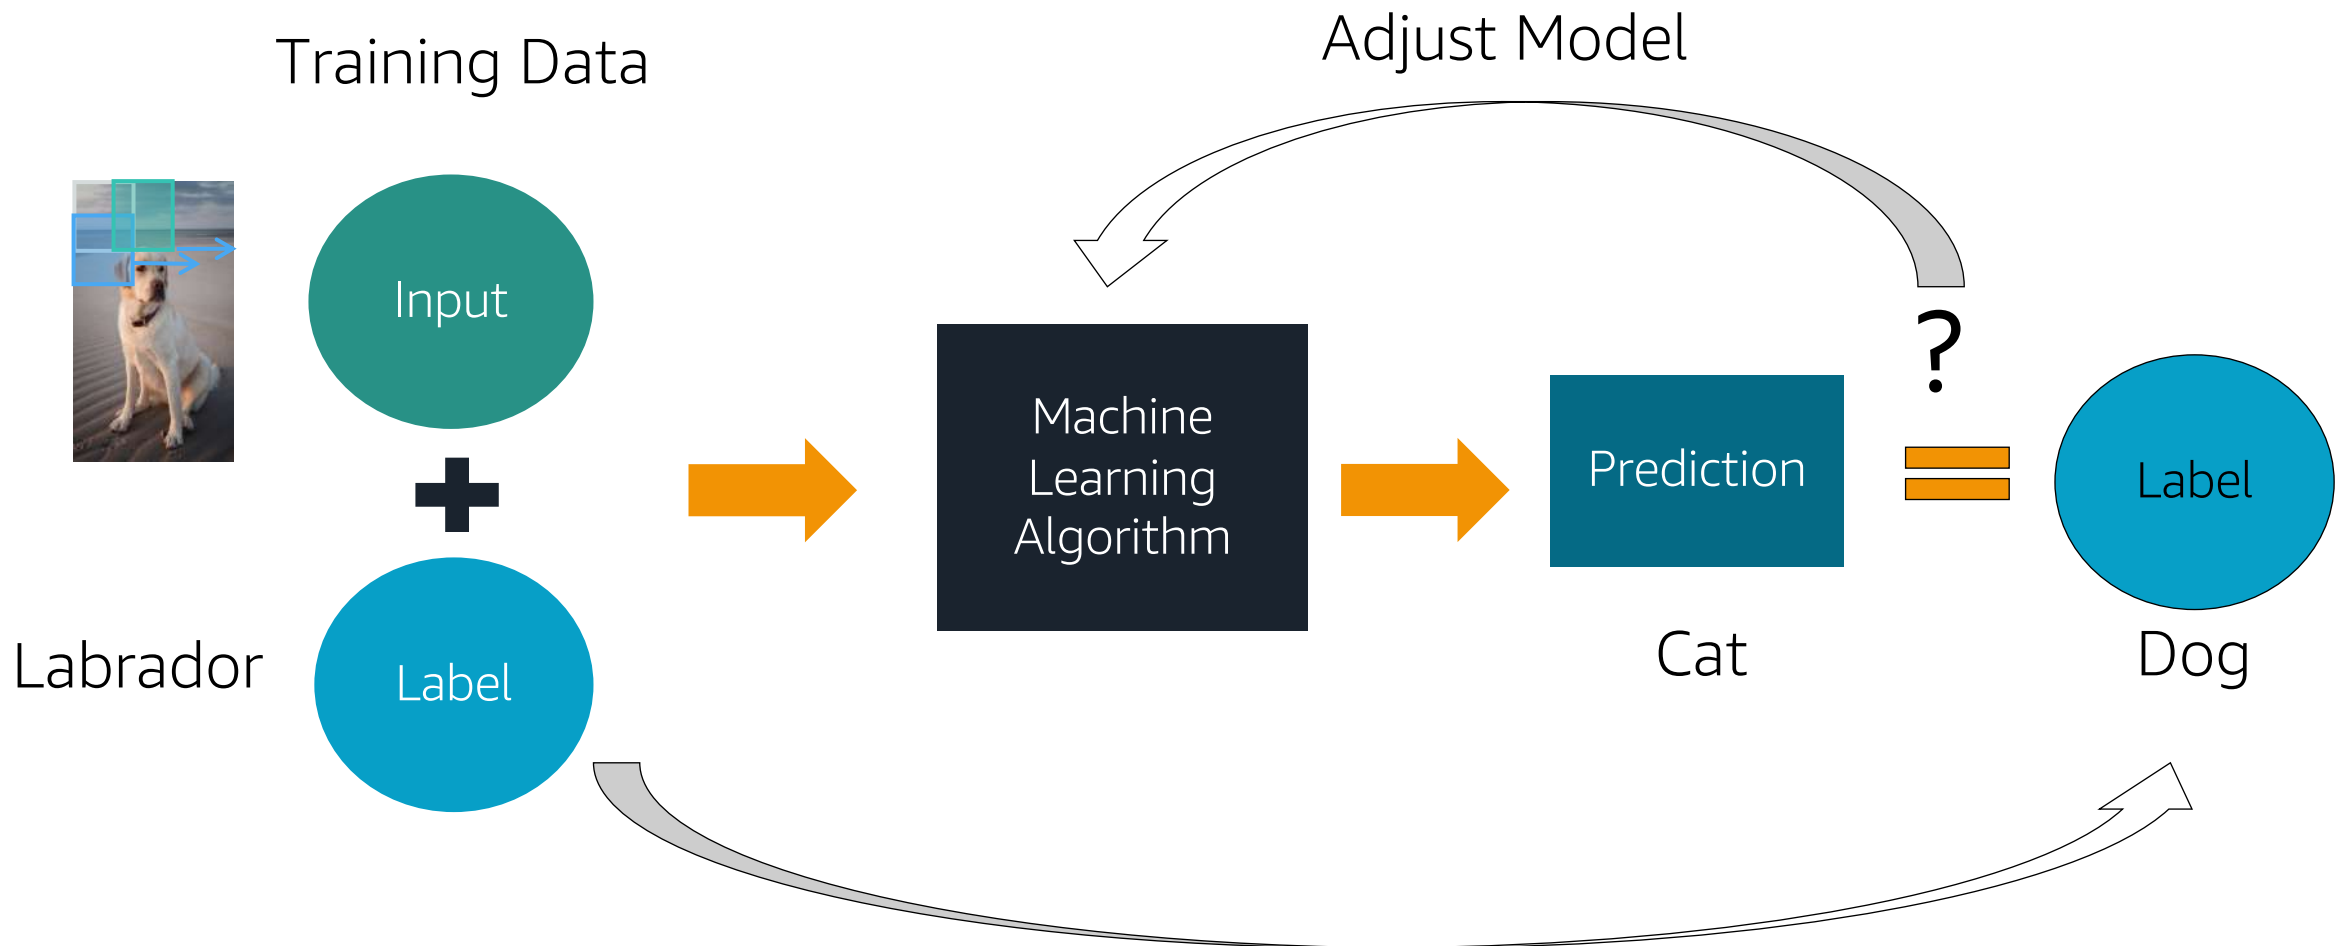 Training Data
Adjust Model
Input
Label
Labrador
Machine
Learning
Algorithm
Prediction
Cat
?
Label
Dog